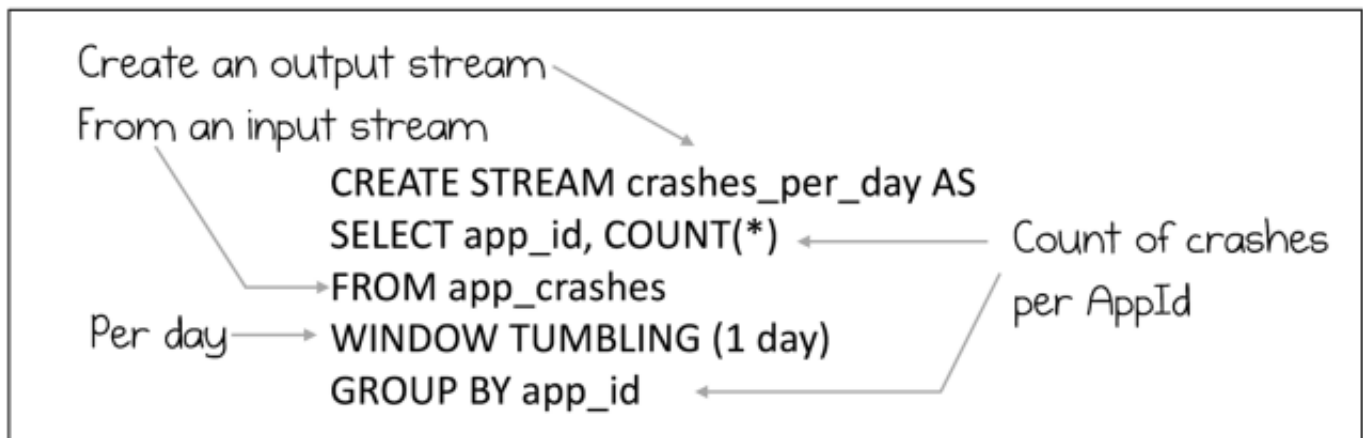 Create an output stream
From an input stream
CREATE STREAM crashes_per_day AS
SELECT app_id, COUNT(*)
Count of crashes
FROM app_crashes
per AppId
Per day
WINDOW TUMBLING (1 day)
GROUP BY app_id